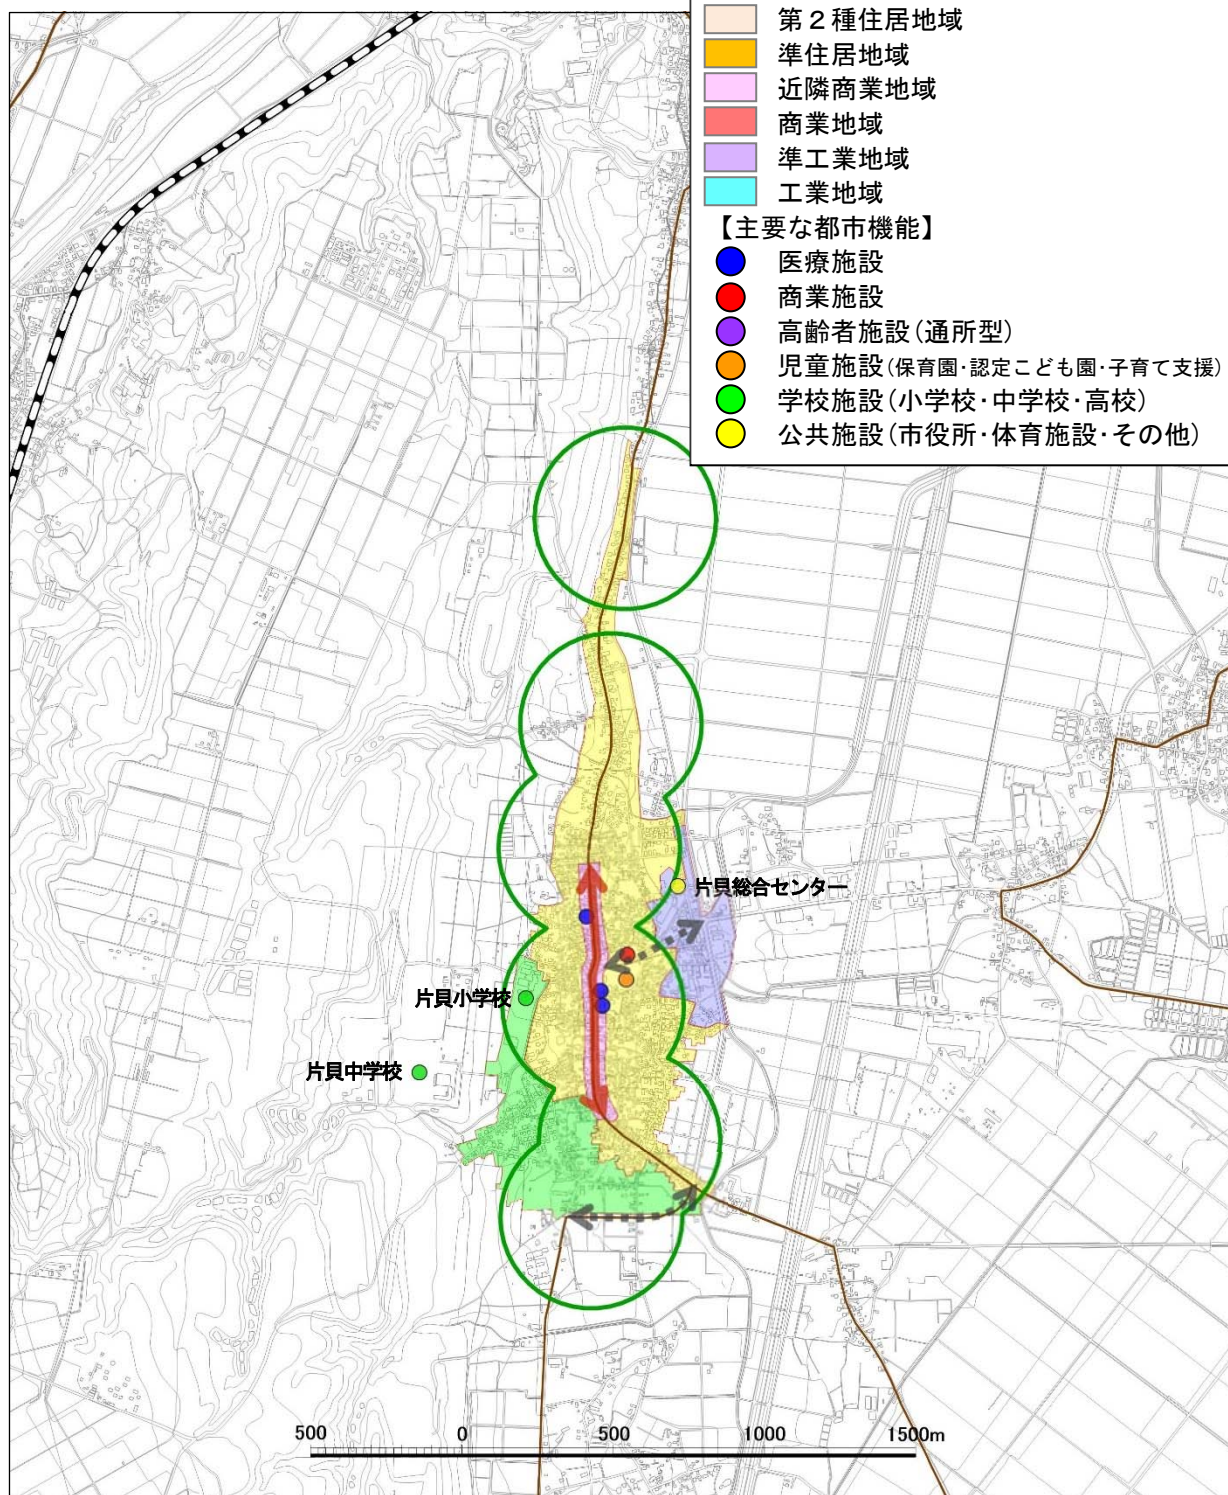 第２種住居地域
準住居地域
近隣商業地域
商業地域
準工業地域
工業地域
【主要な都市機能】
医療施設
商業施設
高齢者施設(通所型)
児童施設(保育園･認定こども園･子育て支援)
学校施設(小学校･中学校･高校)
公共施設(市役所･体育施設･その他)
片貝総合センター
片貝小学校
片貝中学校
500 0 500 1000 1500m